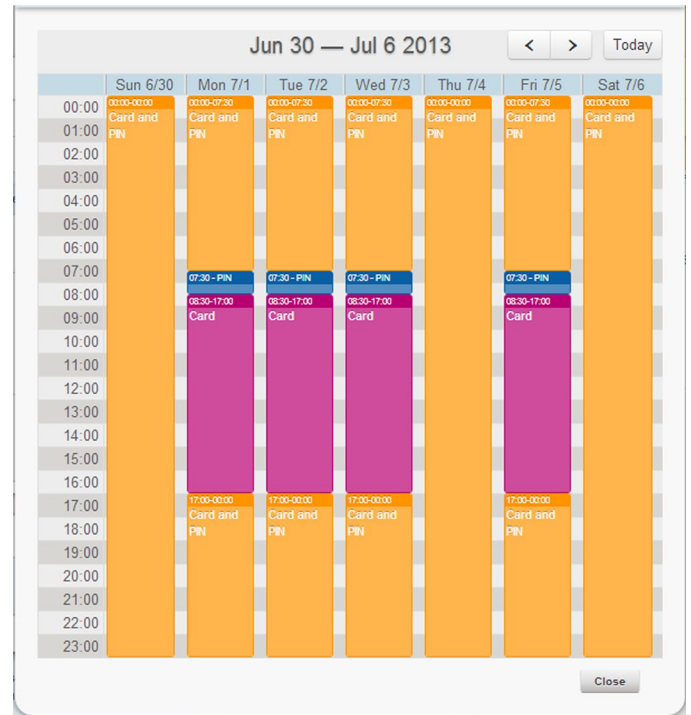 Jun 30 — Jul 6 2013
< > Today
Sun 6/30 Mon 7/1 Tue 7/2 Wed 7/3 Thu 7/4 Fri 7/5 Sat 7/6
00:00 00:00-00:00 00:00-07:30 00:00-07:30 00:00-07:30 00:00-00:00 00:00-07:30 00:00-00:00
Card and Card and Card and Card and Card and Card and Card and
01:00 PIN PIN PIN PIN PIN PIN PIN
02:00
03:00
04:00
05:00
06:00
07:00 07:30 - PIN 07:30 - PIN 07:30 - PIN 07:30 - PIN
08:00 08:30-17:00 08:30-17:00 08:30-17:00 08:30-17:00
09:00 Card Card Card Card
10:00
11:00
12:00
13:00
14:00
15:00
16:00
17:00 17:00-00:00 17:00-00:00 17:00-00:00 17:00-00:00
Card and Card and Card and Card and
18:00 PIN PIN PIN PIN
19:00
20:00
21:00
22:00
23:00
Close